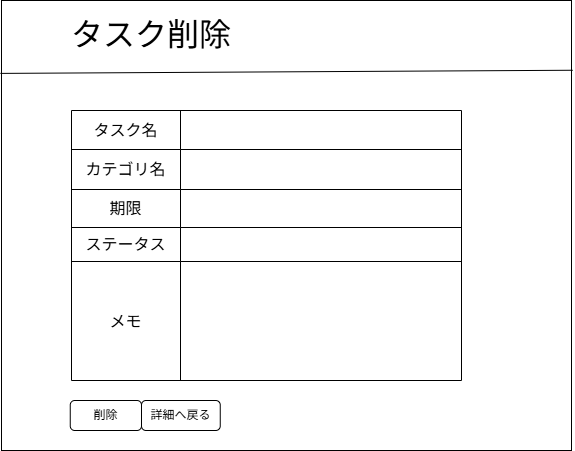 タスク削除
タスク名
カテゴリ名
期限
ステータス
メモ
削除
詳細へ戻る